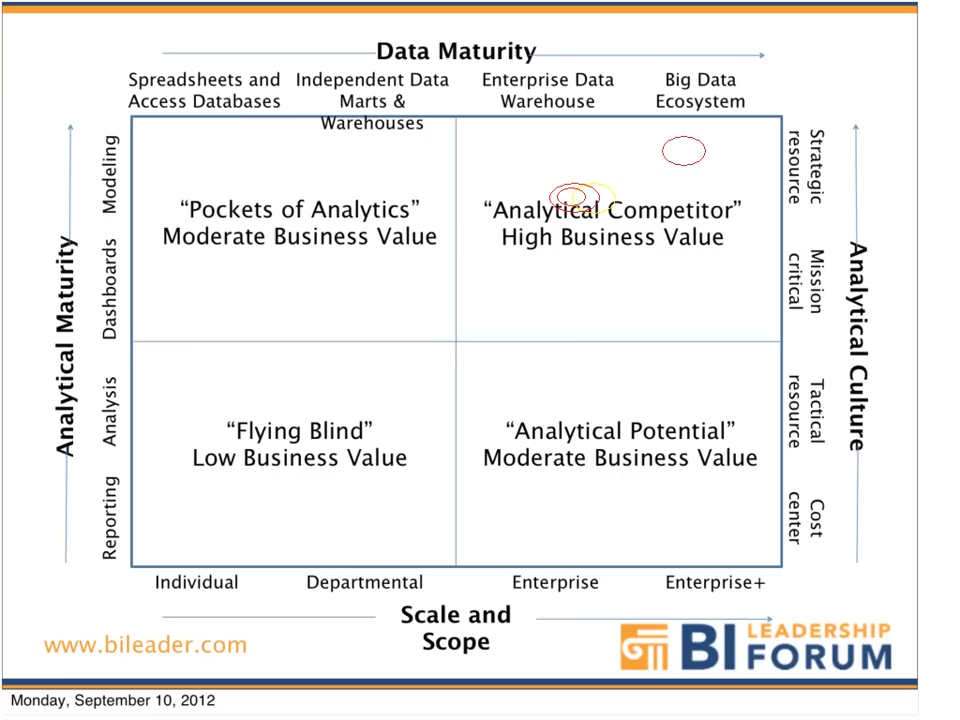 Data Maturity
Spreadsheets and
Access Databases
Independent Data
Marts &
Warehouses
Enterprise Data
Warehouse
Big Data
Ecosystem
Analytical Maturity
Modeling
Dashboards
Analysis
Reporting
“Pockets of Analytics”
Moderate Business Value
“Analytical Competitor”
High Business Value
“Flying Blind”
Low Business Value
“Analytical Potential”
Moderate Business Value
Strategic
resource
Mission
critical
Tactical
resource
Cost
center
Analytical Culture
Individual
Departmental
Enterprise
Enterprise+
Scale and
Scope
www.bileader.com
BI LEADERSHIP
FORUM
Monday, September 10, 2012